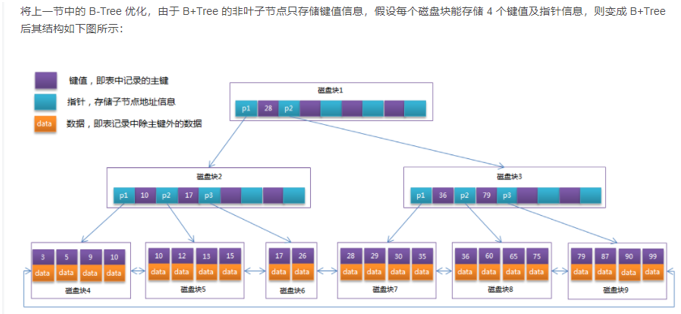 将上一节中的 B-Tree 优化，由于 B+Tree 的非叶子节点只存储键值信息，假设每个磁盘块能存储 4 个键值及指针信息，则变成 B+Tree
后其结构如下图所示：
键值，即表中记录的主键
指针，存储子节点地址信息
data 数据，即表记录中除主键外的数据
磁盘块1
p1 28 p2
磁盘块2
p1 10 p2 17 p3
磁盘块3
p1 36 p2 79 p3
3 5 9 10
data data data data
磁盘块4
10 12 13 15
data data data data
磁盘块5
17 26
data data
磁盘块6
28 29 30 35
data data data data
磁盘块7
36 60 65 75
data data data data
磁盘块8
79 87 90 99
data data data data
磁盘块9